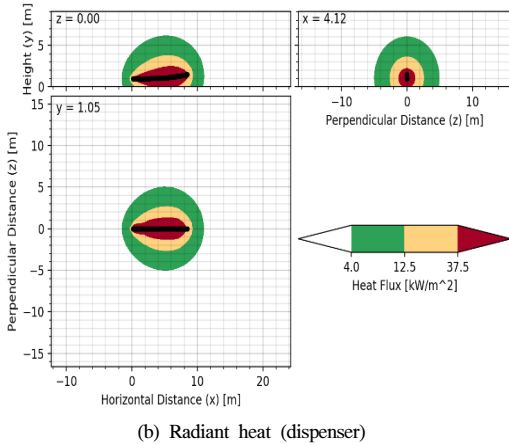 z = 0.00
Height (y) [m]
5
0
x = 4.12
−10 0 10
Perpendicular Distance (z) [m]
y = 1.05
Perpendicular Distance (z) [m]
15
10
5
0
−5
−10
−15
−10 0 10 20
Horizontal Distance (x) [m]
4.0 12.5 37.5
Heat Flux [kW/m^2]
(b) Radiant heat (dispenser)